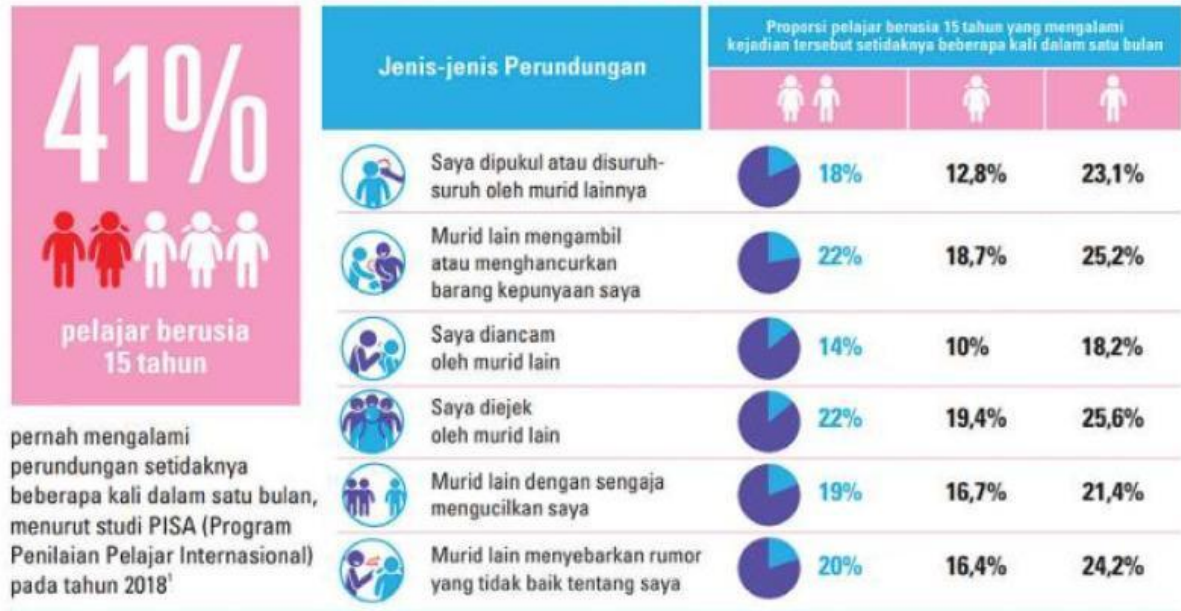 41%
pelajar berusia
15 tahun
pernah mengalami
perundungan setidaknya
beberapa kali dalam satu bulan,
menurut studi PISA (Program
Penilaian Pelajar Internasional)
pada tahun 2018¹
Jenis-jenis Perundungan
Proporsi pelajar berusia 15 tahun yang mengalami
kejadian tersebut setidaknya beberapa kali dalam satu bulan
Saya dipukul atau disuruh-
suruh oleh murid lainnya
18% 12,8% 23,1%
Murid lain mengambil
atau menghancurkan
barang kepunyaan saya
22% 18,7% 25,2%
Saya diancam
oleh murid lain
14% 10% 18,2%
Saya diejek
oleh murid lain
22% 19,4% 25,6%
Murid lain dengan sengaja
mengucilkan saya
19% 16,7% 21,4%
Murid lain menyebarkan rumor
yang tidak baik tentang saya
20% 16,4% 24,2%